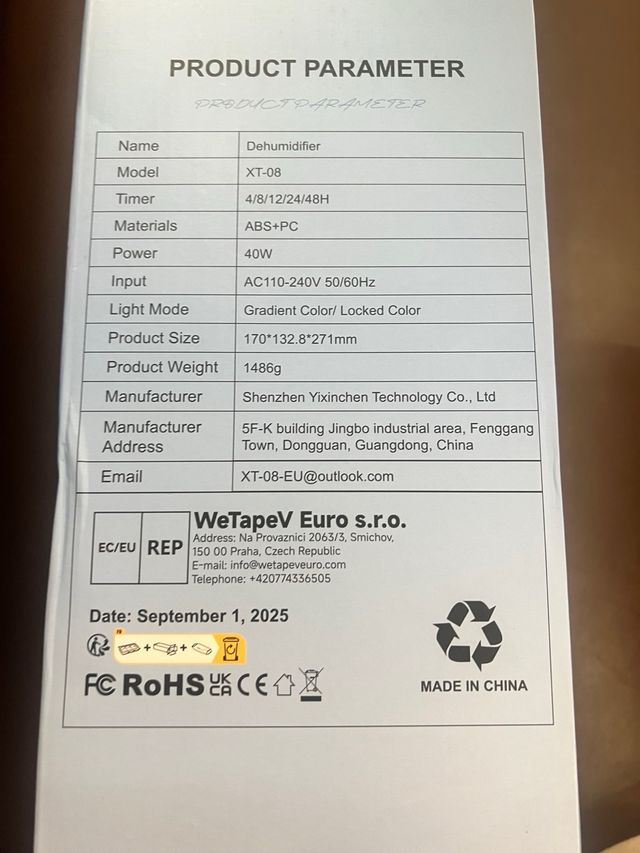 PRODUCT PARAMETER
PRODUCT PARAMETER
Name Dehumidifier
Model XT-08
Timer 4/8/12/24/48H
Materials ABS+PC
Power 40W
Input AC110-240V 50/60Hz
Light Mode Gradient Color/ Locked Color
Product Size 170*132.8*271mm
Product Weight 1486g
Manufacturer Shenzhen Yixinchen Technology Co., Ltd
Manufacturer Address 5F-K building Jingbo industrial area, Fenggang
Town, Dongguan, Guangdong, China
Email XT-08-EU@outlook.com
EC/EU REP
WeTapeV Euro s.r.o.
Address: Na Provaznici 2063/3, Smichov,
150 00 Praha, Czech Republic
E-mail: info@wetapeveuro.com
Telephone: +420774336505
Date: September 1, 2025
FR
+ +
FC RoHS UK CA CE
MADE IN CHINA